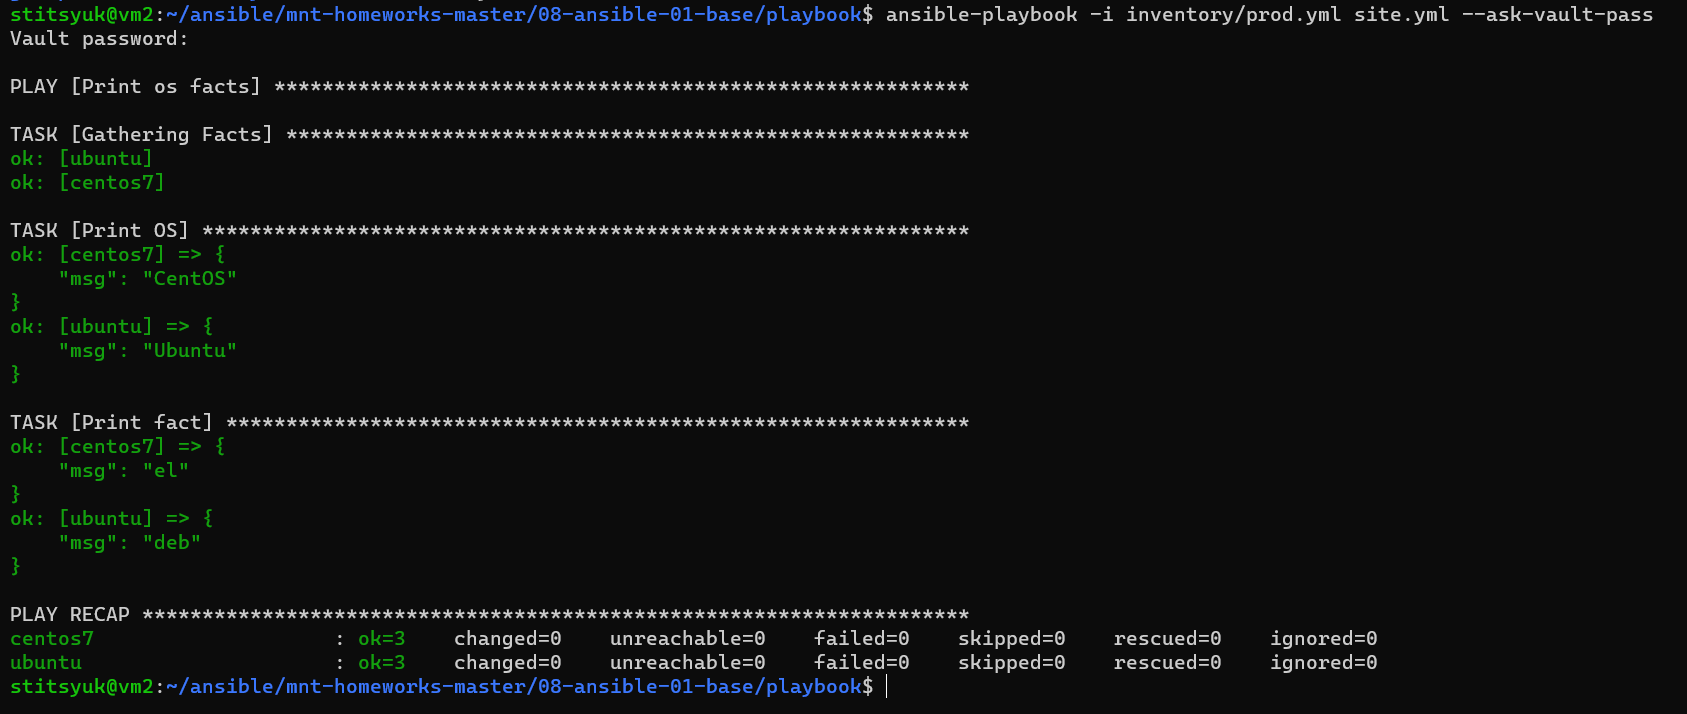 stitsyuk@vm2:~/ansible/mnt-homeworks-master/08-ansible-01-base/playbook$ ansible-playbook -i inventory/prod.yml site.yml --ask-vault-pass
Vault password:
PLAY [Print os facts] **********************************************************
TASK [Gathering Facts] *********************************************************
ok: [ubuntu]
ok: [centos7]
TASK [Print OS] ****************************************************************
ok: [centos7] => {
    "msg": "CentOS"
}
ok: [ubuntu] => {
    "msg": "Ubuntu"
}
TASK [Print fact] **************************************************************
ok: [centos7] => {
    "msg": "el"
}
ok: [ubuntu] => {
    "msg": "deb"
}
PLAY RECAP *********************************************************************
centos7                    : ok=3    changed=0    unreachable=0    failed=0    skipped=0    rescued=0    ignored=0
ubuntu                     : ok=3    changed=0    unreachable=0    failed=0    skipped=0    rescued=0    ignored=0
stitsyuk@vm2:~/ansible/mnt-homeworks-master/08-ansible-01-base/playbook$